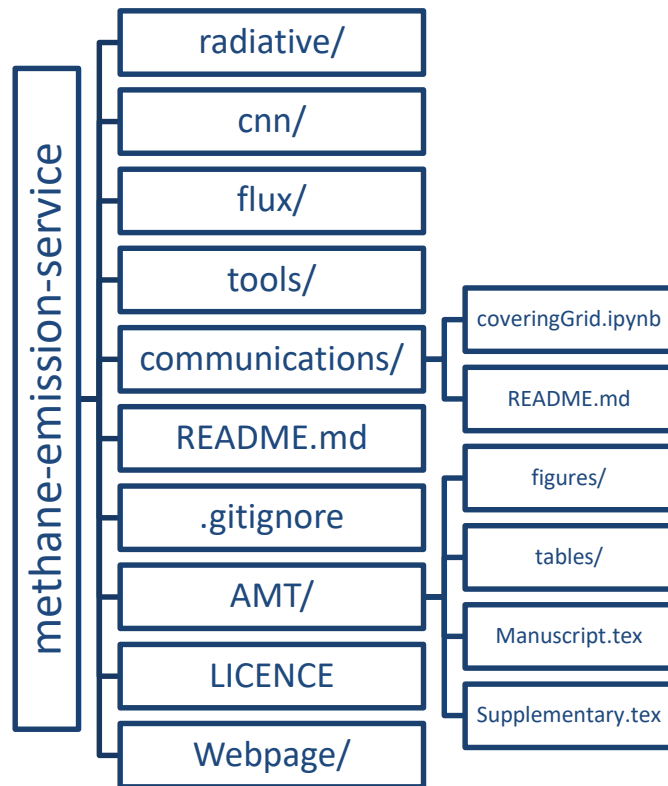 methane-emission-service
radiative/
cnn/
flux/
tools/
communications/
coveringGrid.ipynb
README.md
README.md
.gitignore
AMT/
figures/
tables/
Manuscript.tex
Supplementary.tex
LICENCE
Webpage/